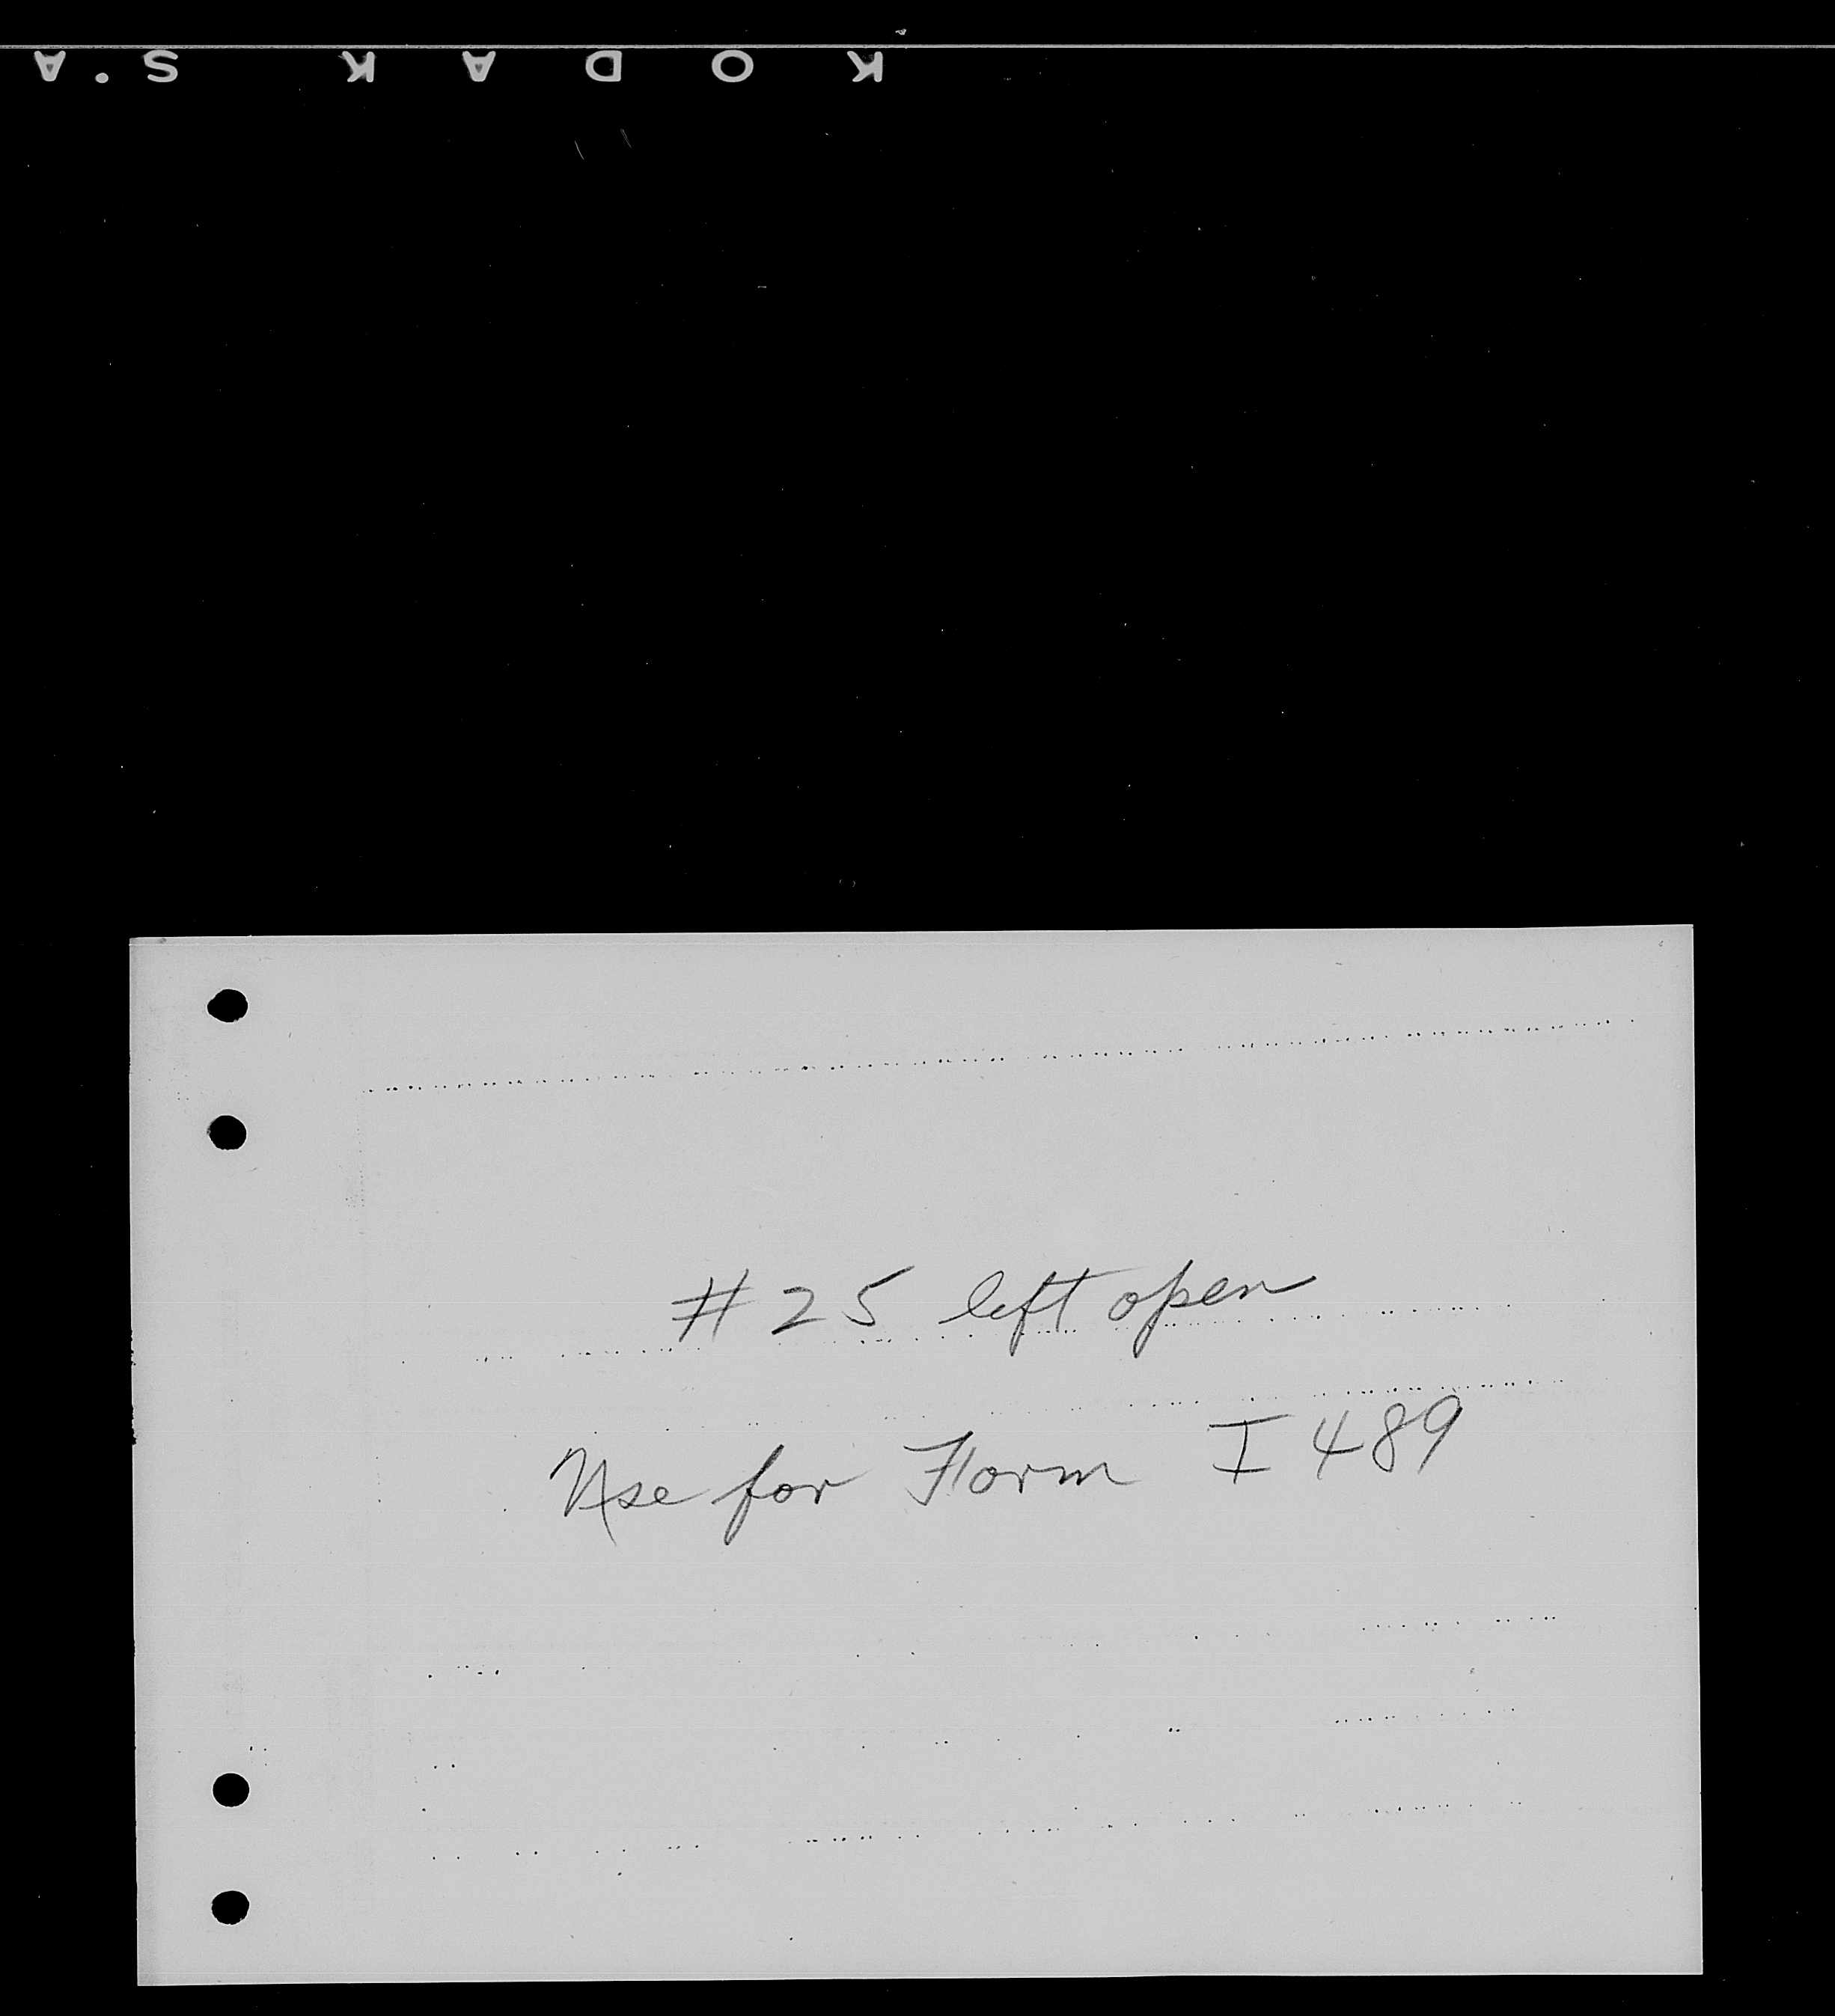 KODAK S.A
#25 left open
Use for Form I 489